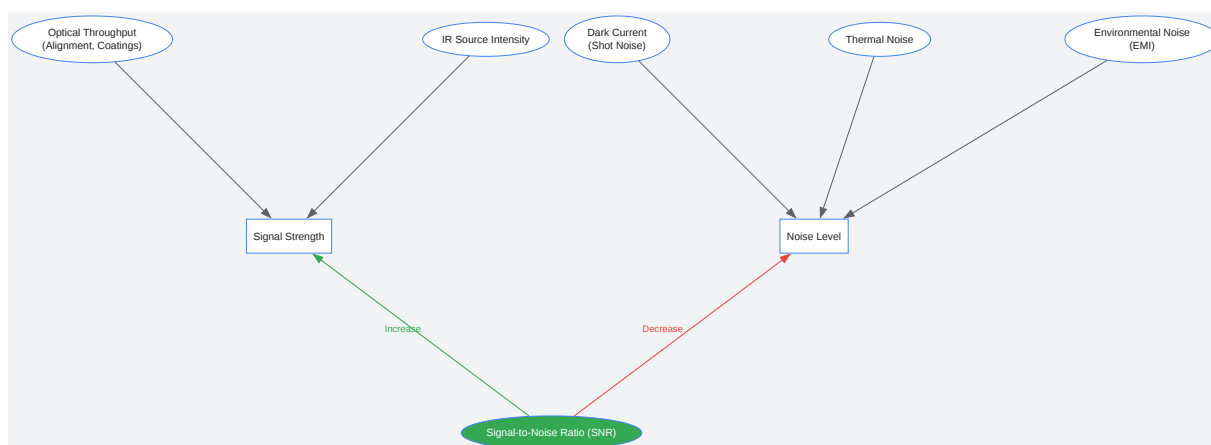 Optical Throughput
(Alignment, Coatings)
IR Source Intensity
Dark Current
(Shot Noise)
Thermal Noise
Environmental Noise
(EMI)
Signal Strength
Noise Level
Increase
Decrease
Signal-to-Noise Ratio (SNR)